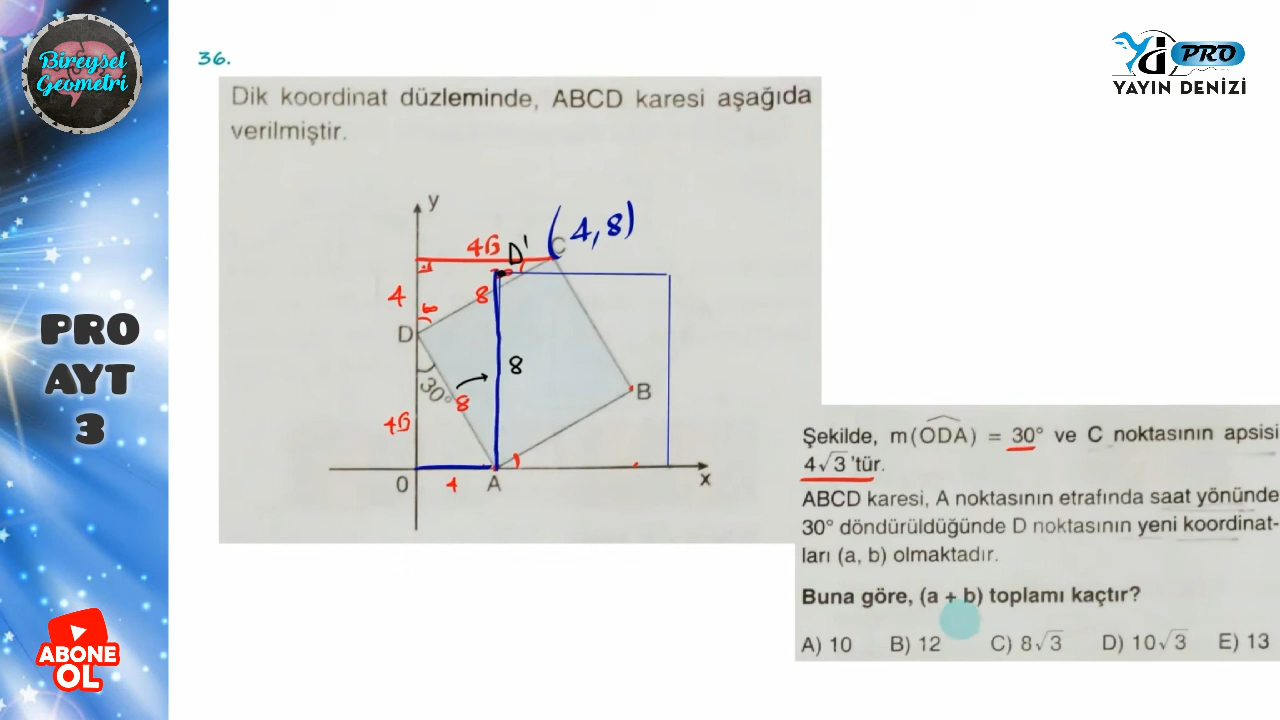 Bireysel
Geometri
PRO
AYT
3
ABONE
OL
36.
PRO
YAYIN DENİZİ
Dik koordinat düzleminde, ABCD karesi aşağıda
verilmiştir.
y
(4,8)
4√3
D'
C
4
60
8
D
30°
8
8
4√3
B
0
4
A
x
Şekilde, m(ODA) = 30° ve C noktasının apsisi
4√3'tür.
ABCD karesi, A noktasının etrafında saat yönünde
30° döndürüldüğünde D noktasının yeni koordinat-
ları (a, b) olmaktadır.
Buna göre, (a + b) toplamı kaçtır?
A) 10 B) 12 C) 8√3 D) 10√3 E) 13